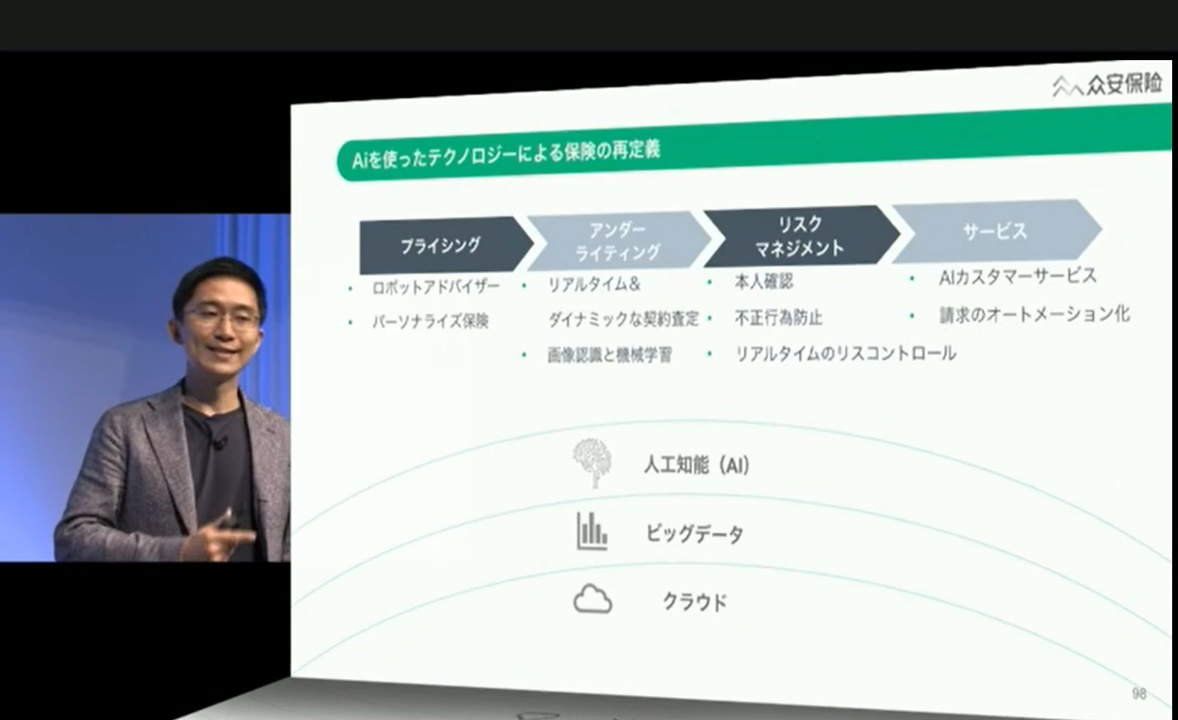 众安保险
Aiを使ったテクノロジーによる保険の再定義
プライシング
アンダー
ライティング
リスク
マネジメント
サービス
• ロボットアドバイザー
• パーソナライズ保険
• リアルタイム＆
ダイナミックな契約査定
• 画像認識と機械学習
• 本人確認
• 不正行為防止
• リアルタイムのリスコントロール
• AIカスタマーサービス
• 請求のオートメーション化
人工知能（AI）
ビッグデータ
クラウド
98